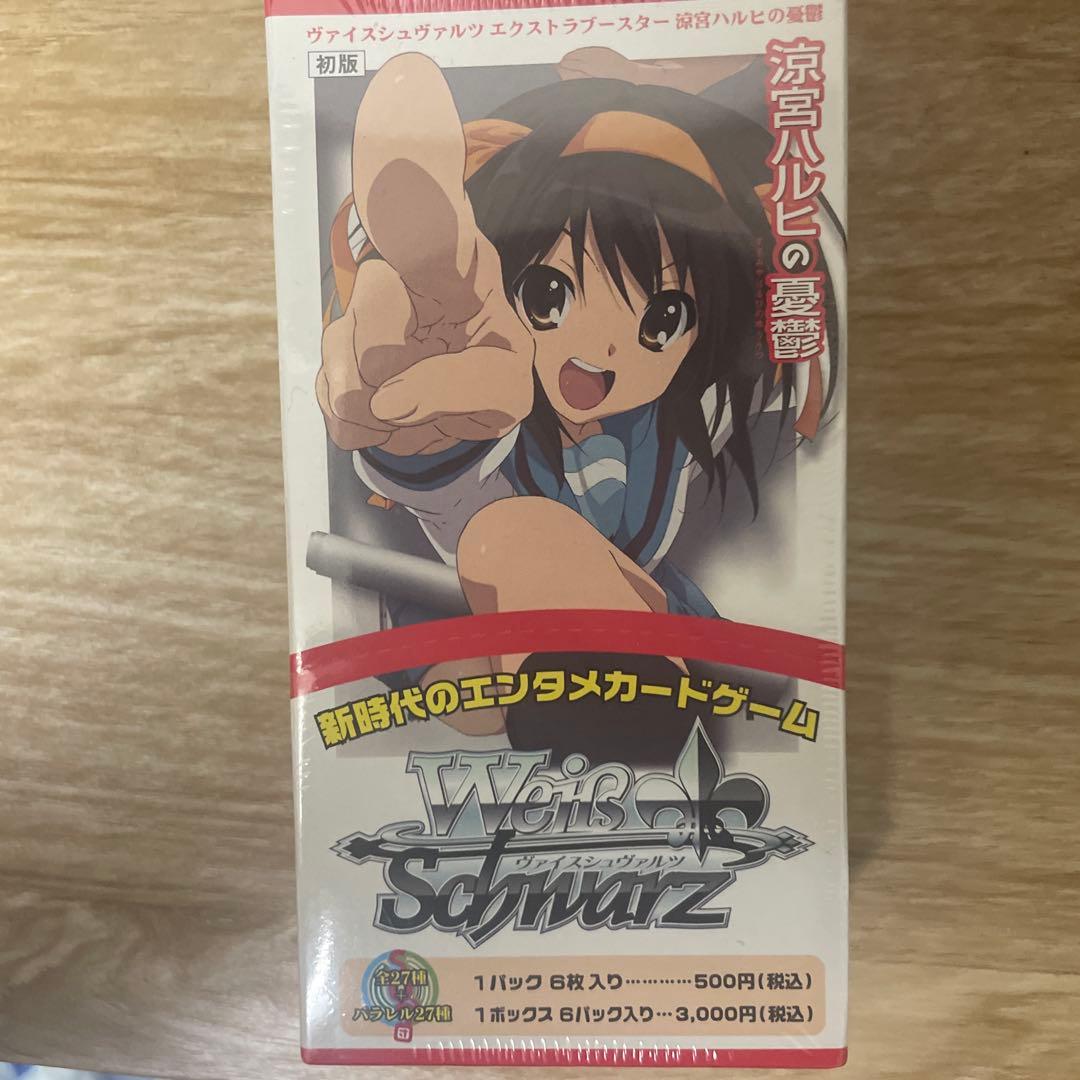 ヴァイスシュヴァルツ エクストラブースター 涼宮ハルヒの憂鬱
初版
涼宮ハルヒの憂鬱
新時代のエンタメカードゲーム
Weiß
ヴァイスシュヴァルツ
Schwarz
全27種
+
パラレル27種
1パック 6枚入り…………500円(税込)
1ボックス 6パック入り…3,000円(税込)